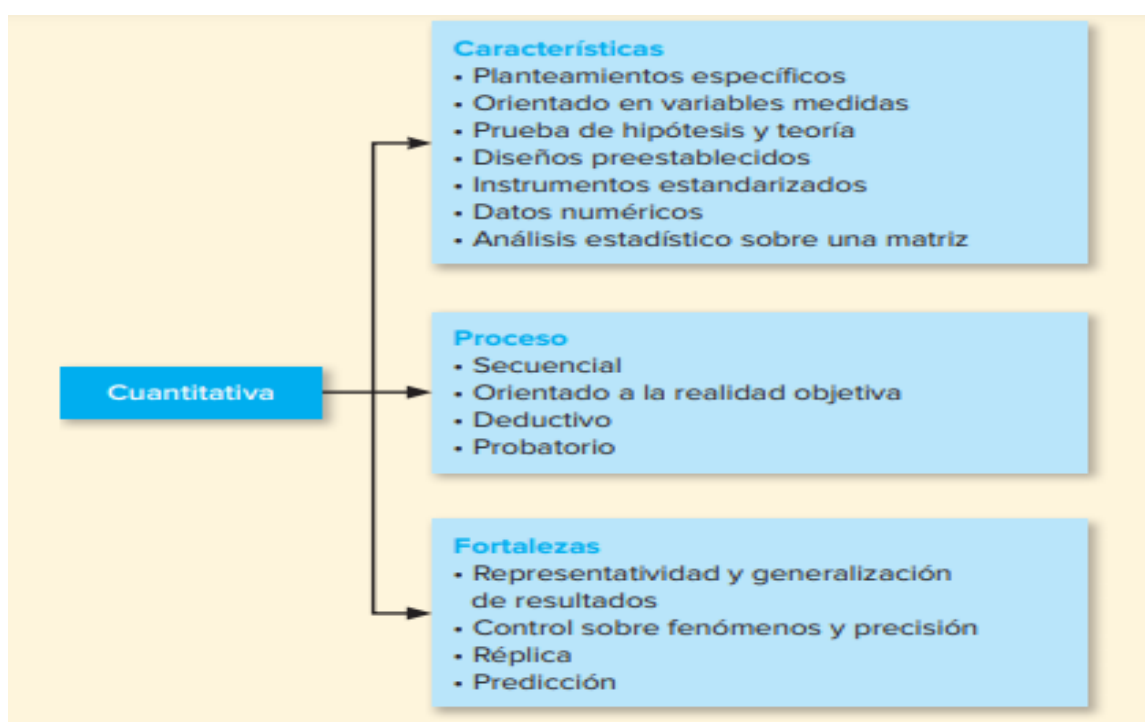 Características
• Planteamientos específicos
• Orientado en variables medidas
• Prueba de hipótesis y teoría
• Diseños preestablecidos
• Instrumentos estandarizados
• Datos numéricos
• Análisis estadístico sobre una matriz
Cuantitativa
Proceso
• Secuencial
• Orientado a la realidad objetiva
• Deductivo
• Probatorio
Fortalezas
• Representatividad y generalización
de resultados
• Control sobre fenómenos y precisión
• Réplica
• Predicción